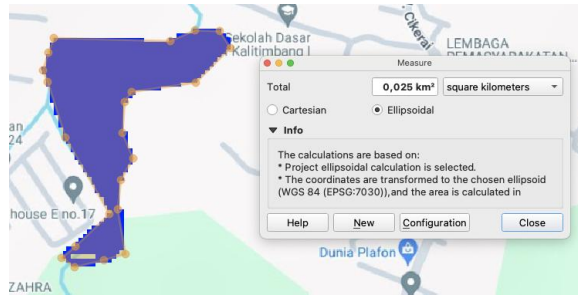 Sekolah Dasar
Kalitimbang I
Cikerai
LEMBAGA
Measure
Total
0,025 km²
square kilometers
Cartesian
Ellipsoidal
Info
The calculations are based on:
* Project ellipsoidal calculation is selected.
* The coordinates are transformed to the chosen ellipsoid
(WGS 84 (EPSG:7030)),and the area is calculated in
Help
New
Configuration
Close
an
24
house E no.17
Dunia Plafon
ZAHRA